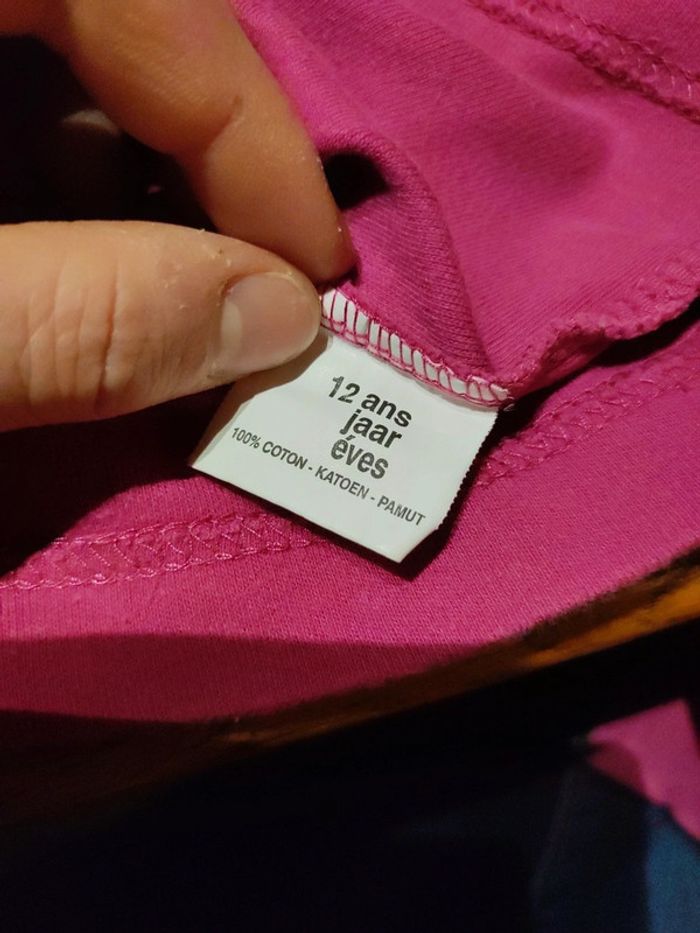 12 ans
jaar
éves
100% COTON - KATOEN - PAMUT